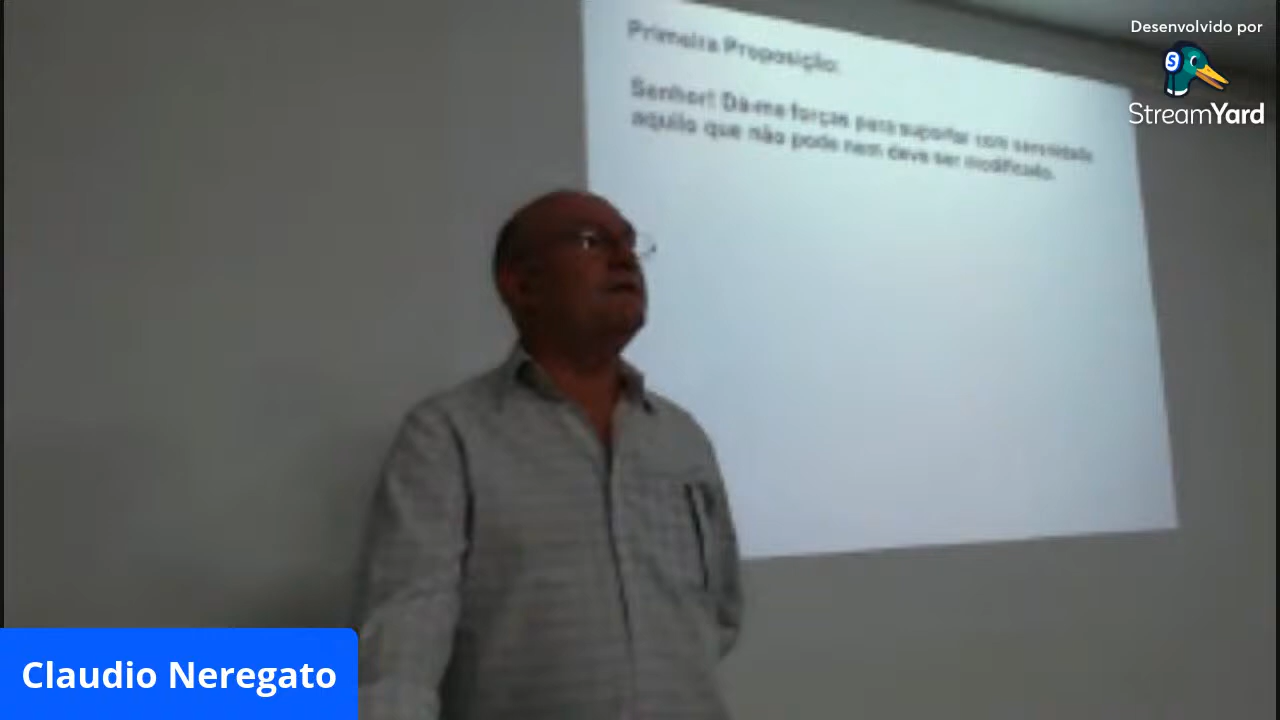 Desenvolvido por
StreamYard
Primeira Proposição:
Senhor! Dá-me forças para suportar com serenidade
aquilo que não pode nem deve ser modificado.
Claudio Neregato